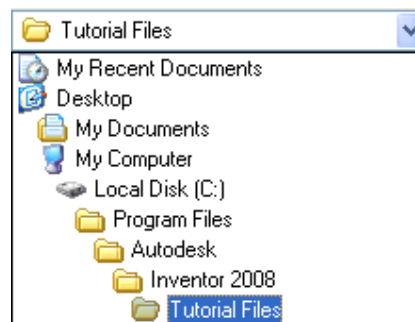 Tutorial Files
My Recent Documents
Desktop
My Documents
My Computer
Local Disk (C:)
Program Files
Autodesk
Inventor 2008
Tutorial Files